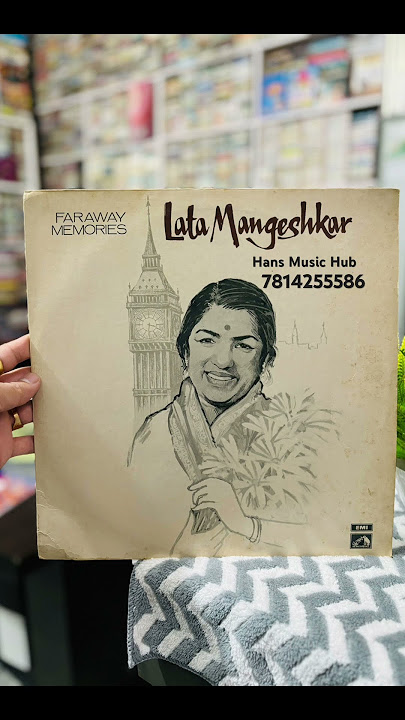 FARAWAY
MEMORIES
Lata Mangeshkar
Hans Music Hub
7814255586
EMI